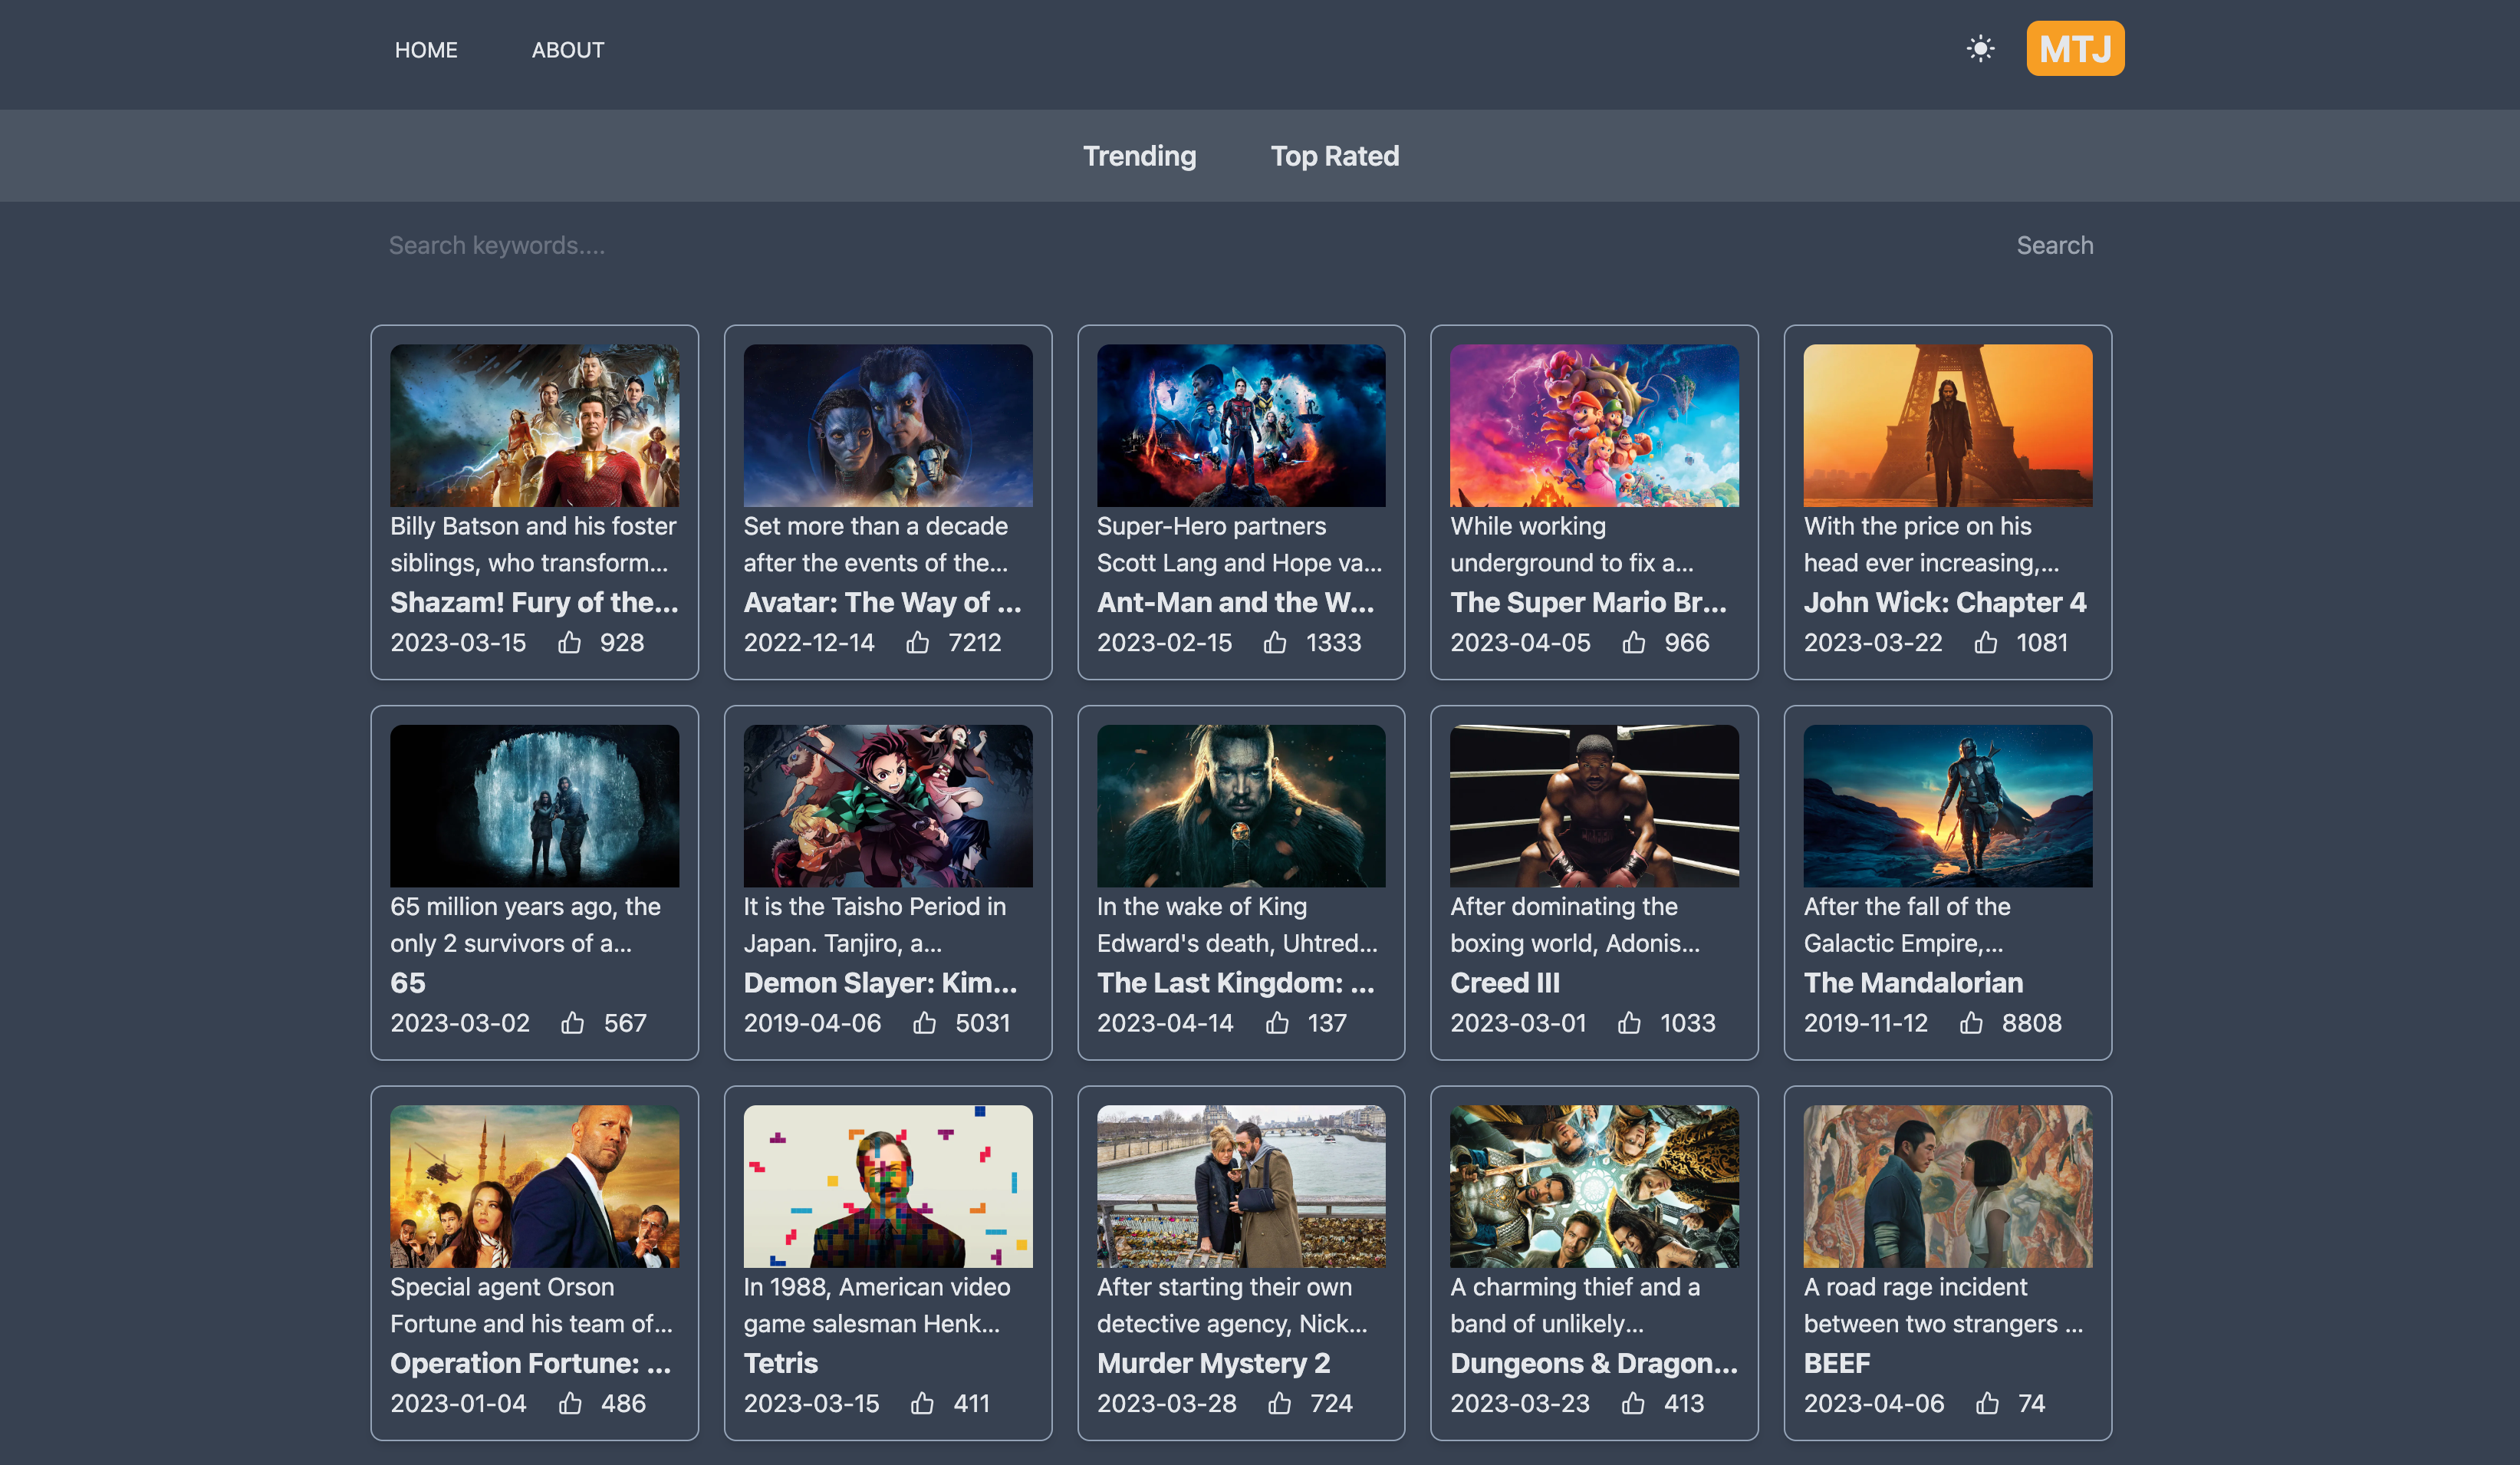 HOME ABOUT MTJ
Trending Top Rated
Search keywords.... Search
Billy Batson and his foster
siblings, who transform...
Shazam! Fury of the...
2023-03-15 928
Set more than a decade
after the events of the...
Avatar: The Way of ...
2022-12-14 7212
Super-Hero partners
Scott Lang and Hope va...
Ant-Man and the W...
2023-02-15 1333
While working
underground to fix a...
The Super Mario Br...
2023-04-05 966
With the price on his
head ever increasing,...
John Wick: Chapter 4
2023-03-22 1081
65 million years ago, the
only 2 survivors of a...
65
2023-03-02 567
It is the Taisho Period in
Japan. Tanjiro, a...
Demon Slayer: Kim...
2019-04-06 5031
In the wake of King
Edward's death, Uhtred...
The Last Kingdom: ...
2023-04-14 137
After dominating the
boxing world, Adonis...
Creed III
2023-03-01 1033
After the fall of the
Galactic Empire,...
The Mandalorian
2019-11-12 8808
Special agent Orson
Fortune and his team of...
Operation Fortune: ...
2023-01-04 486
In 1988, American video
game salesman Henk...
Tetris
2023-03-15 411
After starting their own
detective agency, Nick...
Murder Mystery 2
2023-03-28 724
A charming thief and a
band of unlikely...
Dungeons & Dragon...
2023-03-23 413
A road rage incident
between two strangers ...
BEEF
2023-04-06 74